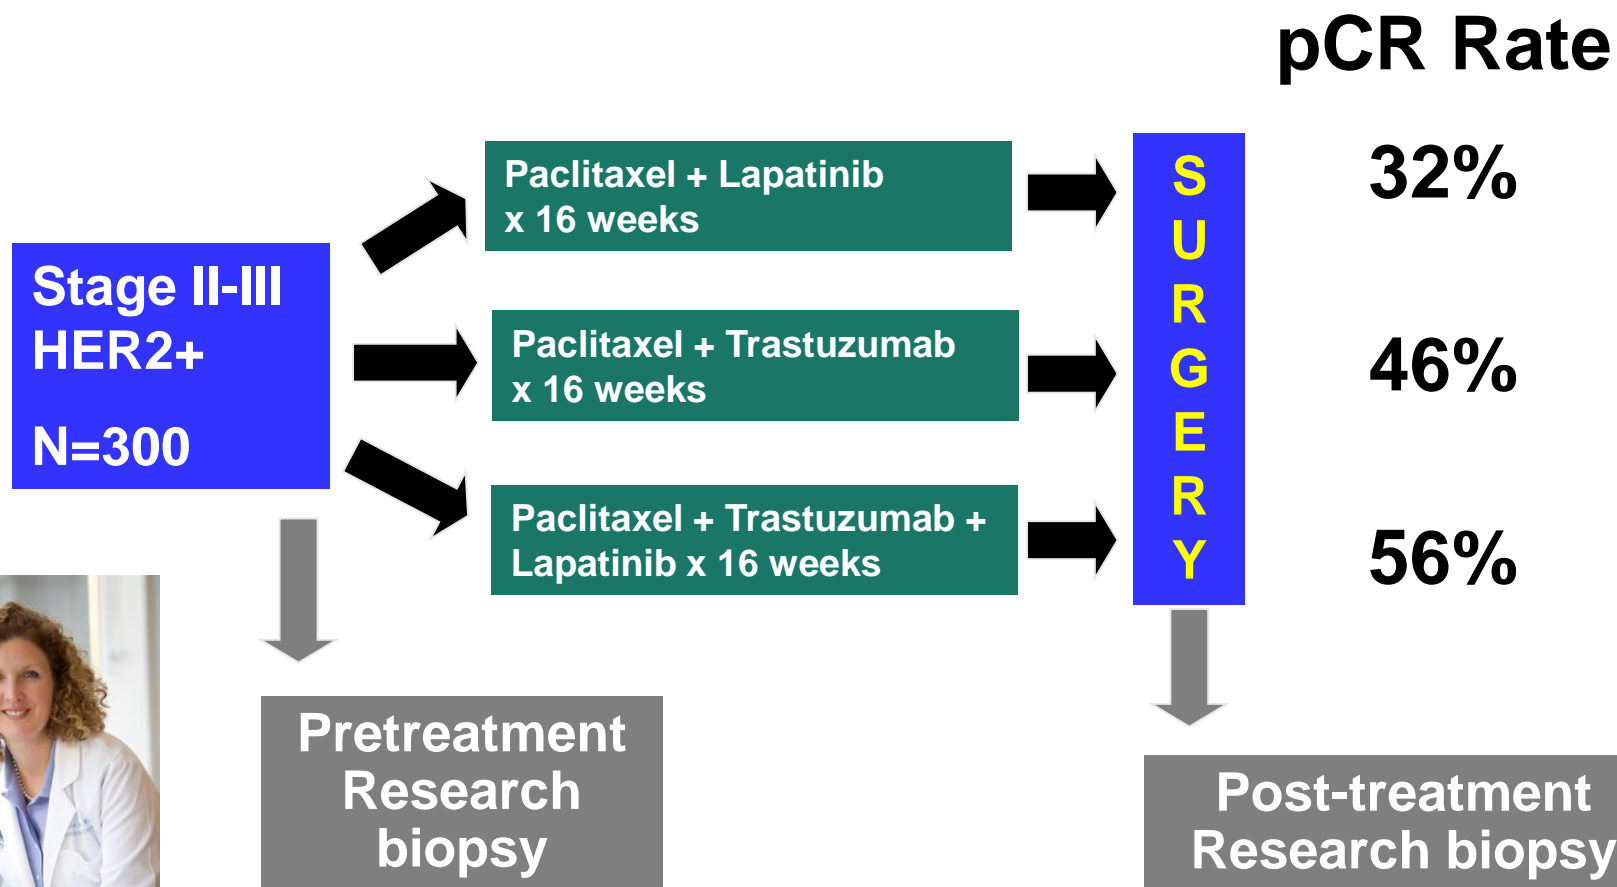 pCR Rate
Stage II-III
HER2+
N=300
Paclitaxel + Lapatinib
x 16 weeks
Paclitaxel + Trastuzumab
x 16 weeks
Paclitaxel + Trastuzumab +
Lapatinib x 16 weeks
S
U
R
G
E
R
Y
32%
46%
56%
Pretreatment
Research
biopsy
Post-treatment
Research biopsy